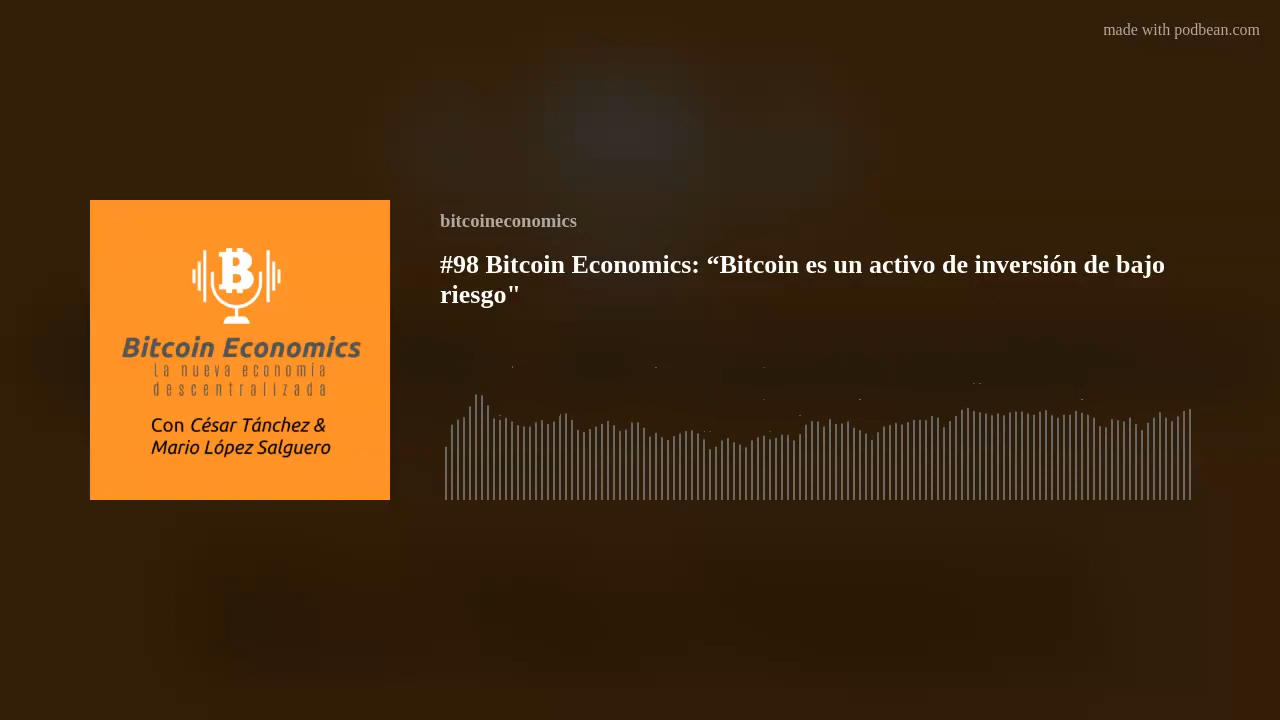 made with podbean.com
bitcoineconomics
#98 Bitcoin Economics: “Bitcoin es un activo de inversión de bajo
riesgo"
Bitcoin Economics
La nueva economía
descentralizada
Con César Tánchez &
Mario López Salguero